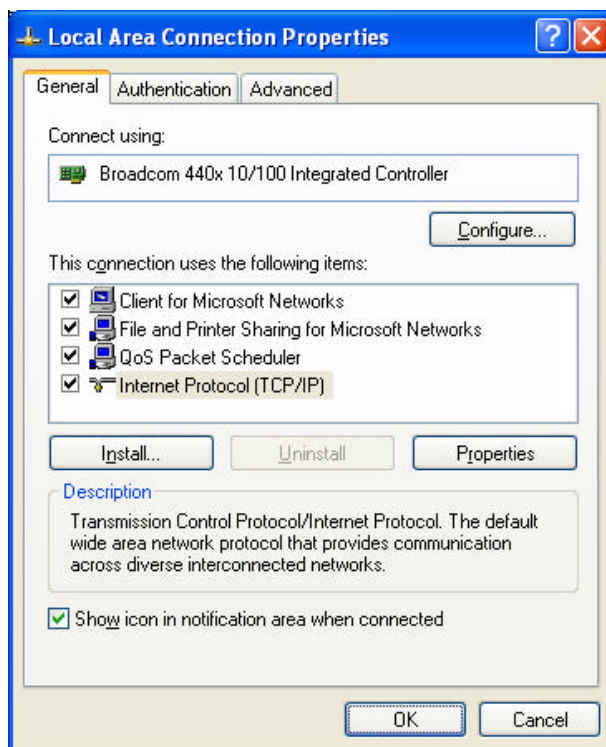 Local Area Connection Properties
General Authentication Advanced
Connect using:
Broadcom 440x 10/100 Integrated Controller
Configure...
This connection uses the following items:
Client for Microsoft Networks
File and Printer Sharing for Microsoft Networks
QoS Packet Scheduler
Internet Protocol (TCP/IP)
Install... Uninstall Properties
Description
Transmission Control Protocol/Internet Protocol. The default
wide area network protocol that provides communication
across diverse interconnected networks.
Show icon in notification area when connected
OK Cancel